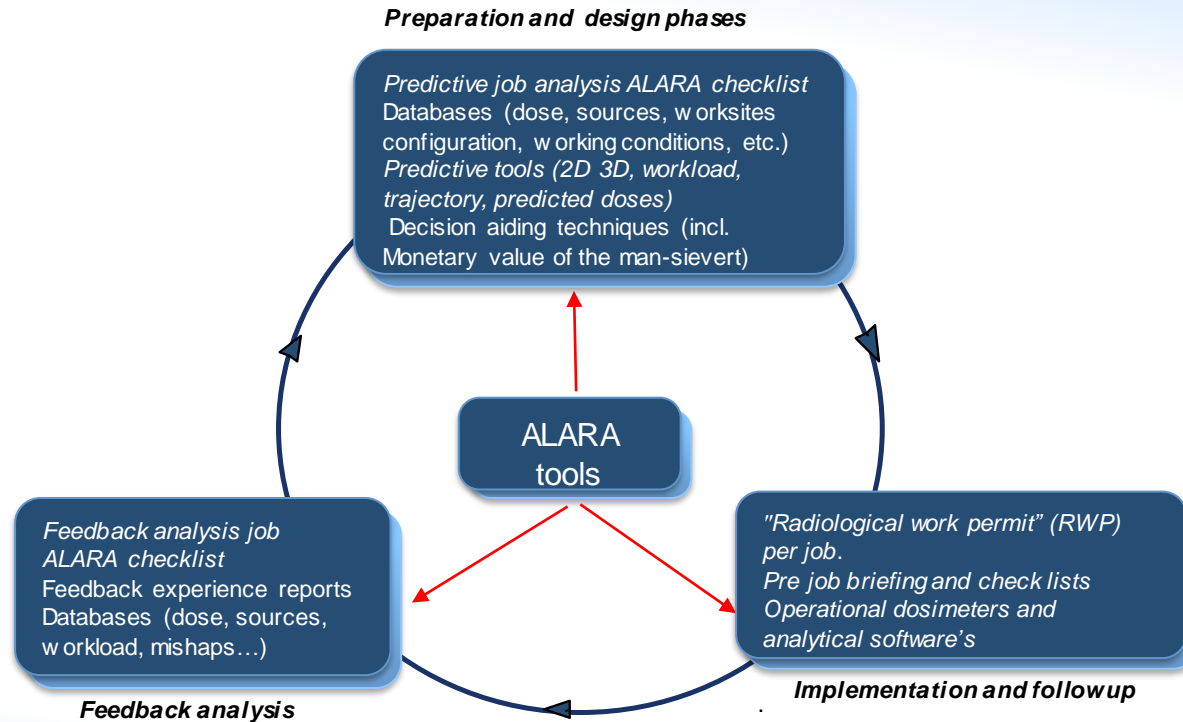 Preparation and design phases
Predictive job analysis ALARA checklist
Databases (dose, sources, worksites
configuration, working conditions, etc.)
Predictive tools (2D 3D, workload,
trajectory, predicted doses)
Decision aiding techniques (incl.
Monetary value of the man-sievert)
ALARA
tools
Feedback analysis job
ALARA checklist
Feedback experience reports
Databases (dose, sources,
workload, mishaps…)
Feedback analysis
"Radiological work permit” (RWP)
per job.
Pre job briefing and check lists
Operational dosimeters and
analytical software's
Implementation and followup
.